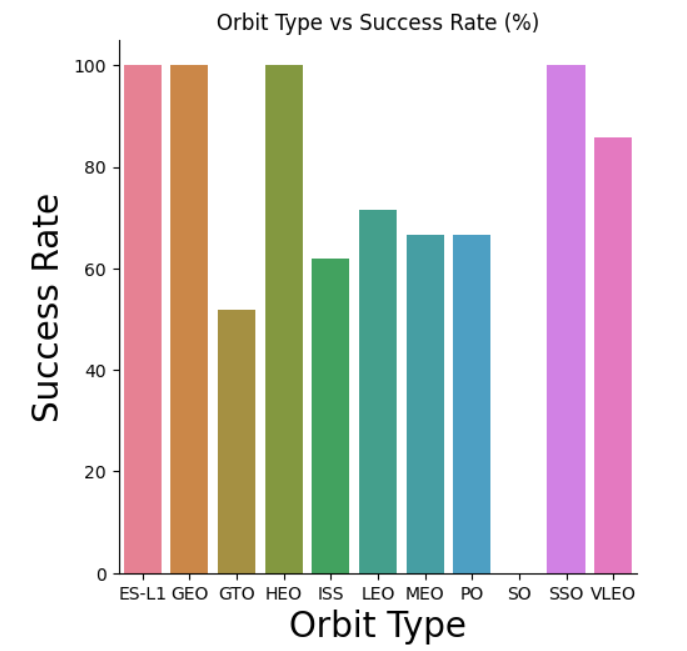 Orbit Type vs Success Rate (%)
Success Rate
100
80
60
40
20
0
ES-L1 GEO GTO HEO ISS LEO MEO PO SO SSO VLEO
Orbit Type